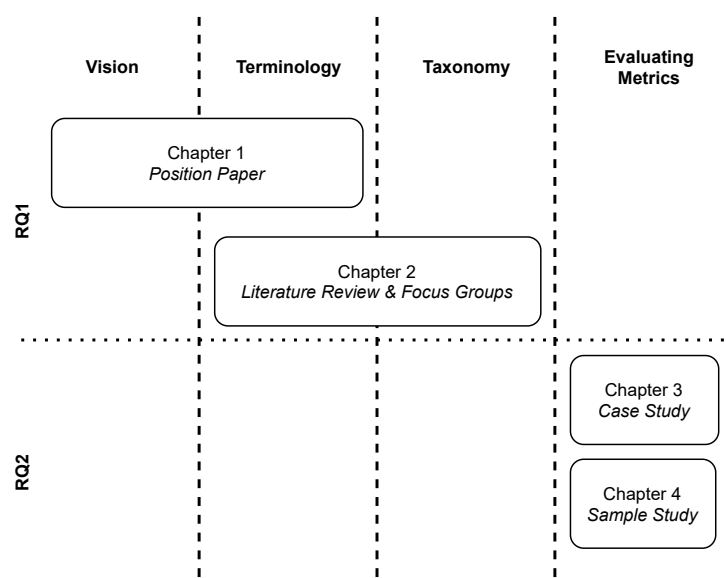 Vision
Terminology
Taxonomy
Evaluating
Metrics
RQ1
Chapter 1
Position Paper
Chapter 2
Literature Review & Focus Groups
RQ2
Chapter 3
Case Study
Chapter 4
Sample Study